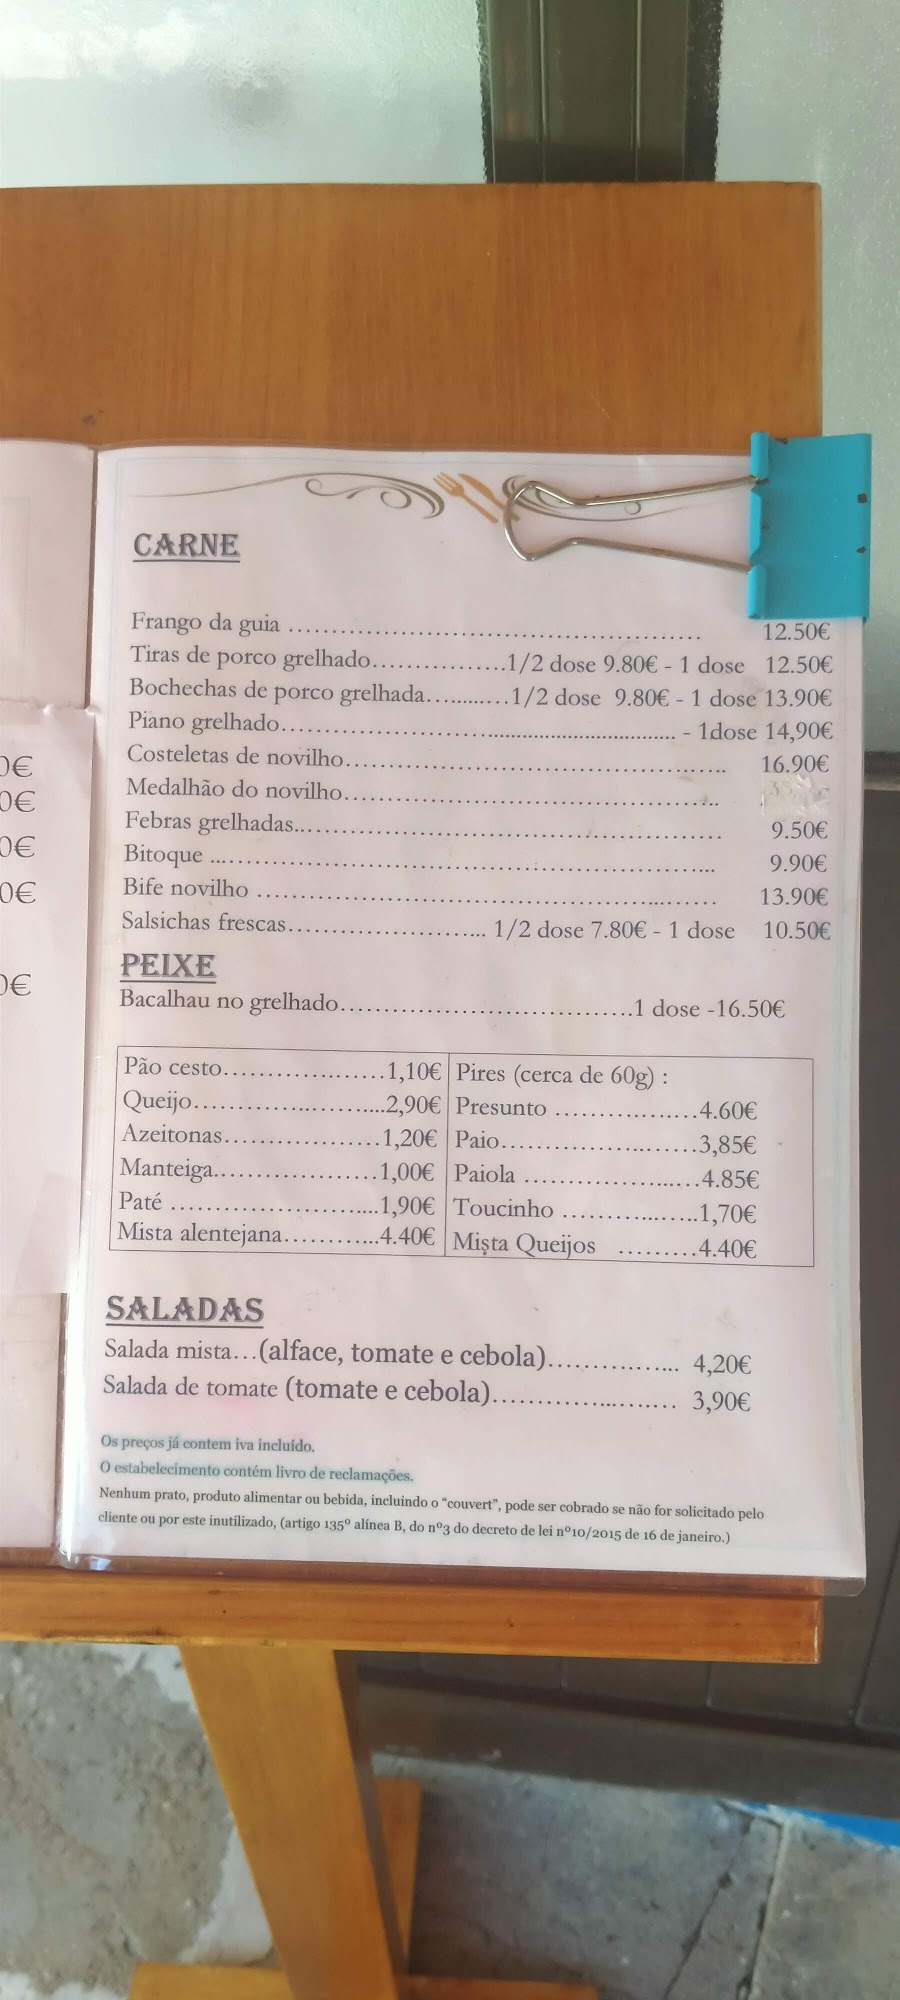 CARNE
Frango da guia ........................................................ 12.50€
Tiras de porco grelhado..................1/2 dose 9.80€ - 1 dose 12.50€
Bochechas de porco grelhada.............1/2 dose 9.80€ - 1 dose 13.90€
Piano grelhado............................................................ - 1dose 14,90€
Costeletas de novilho.................................................... 16.90€
Medalhão do novilho....................................................
Febras grelhadas.......................................................... 9.50€
Bitoque .................................................................... 9.90€
Bife novilho .............................................................. 13.90€
Salsichas frescas.......................... 1/2 dose 7.80€ - 1 dose 10.50€
PEIXE
Bacalhau no grelhado....................................1 dose -16.50€
Pão cesto.......................1,10€
Queijo...........................2,90€
Azeitonas.....................1,20€
Manteiga......................1,00€
Paté .............................1,90€
Mista alentejana...............4.40€
Pires (cerca de 60g) :
Presunto ....................4.60€
Paio...........................3,85€
Paiola .........................4.85€
Toucinho ...................1,70€
Mista Queijos ..........4.40€
SALADAS
Salada mista...(alface, tomate e cebola)................. 4,20€
Salada de tomate (tomate e cebola)........................ 3,90€
Os preços já contem iva incluído.
O estabelecimento contém livro de reclamações.
Nenhum prato, produto alimentar ou bebida, incluindo o “couvert”, pode ser cobrado se não for solicitado pelo
cliente ou por este inutilizado, (artigo 135º alínea B, do nº3 do decreto de lei nº10/2015 de 16 de janeiro.)
0€
0€
0€
0€
0€